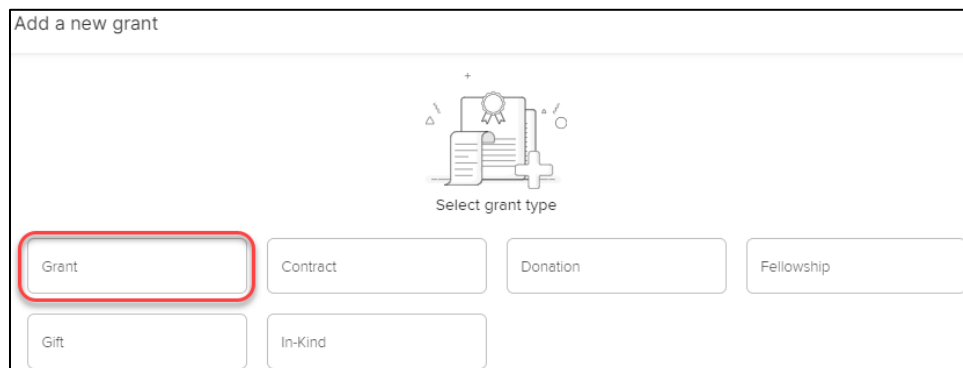 Add a new grant
Select grant type
Grant Contract Donation Fellowship
Gift In-Kind